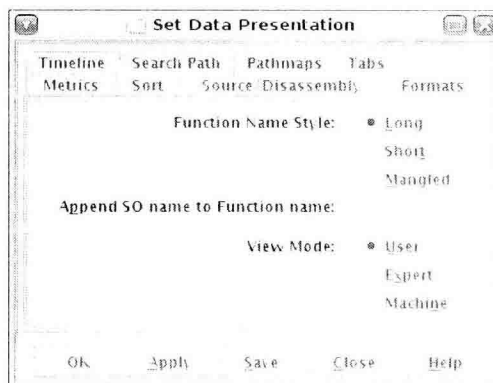 Set Data Presentation
Timeline Search Path Pathmaps Tabs
Metrics Sort Source/Disassembly Formats
Function Name Style: Long
Short
Mangled
Append SO name to Function name:
View Mode: User
Expert
Machine
OK Apply Save Close Help